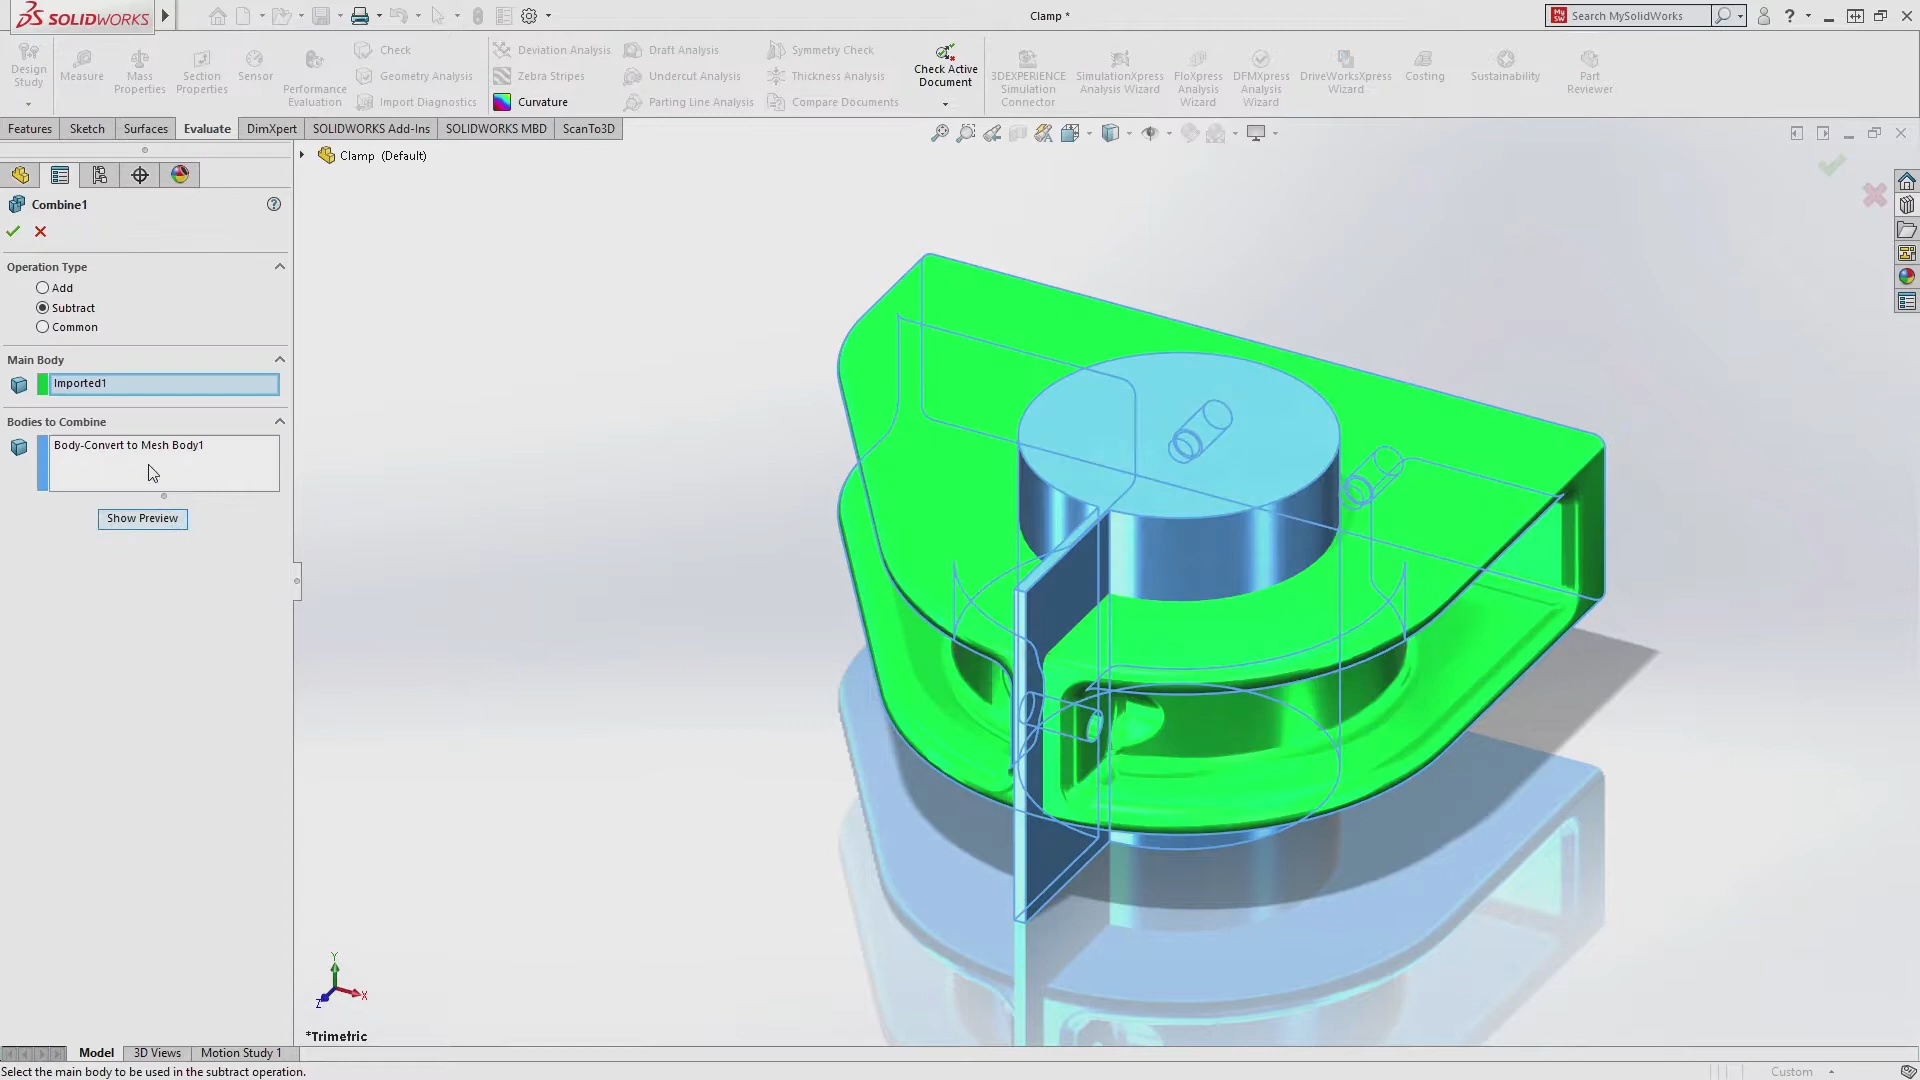 SOLIDWORKS
Clamp *
Search MySolidWorks
Design Study
Measure
Mass Properties
Section Properties
Sensor
Performance Evaluation
Check
Geometry Analysis
Import Diagnostics
Deviation Analysis
Zebra Stripes
Curvature
Draft Analysis
Undercut Analysis
Parting Line Analysis
Symmetry Check
Thickness Analysis
Compare Documents
Check Active Document
3DEXPERIENCE Simulation Connector
SimulationXpress Analysis Wizard
FloXpress Analysis Wizard
DFMXpress Analysis Wizard
DriveWorksXpress Wizard
Costing
Sustainability
Part Reviewer
Features
Sketch
Surfaces
Evaluate
DimXpert
SOLIDWORKS Add-Ins
SOLIDWORKS MBD
ScanTo3D
Clamp (Default)
Combine1
Operation Type
Add
Subtract
Common
Main Body
Imported1
Bodies to Combine
Body-Convert to Mesh Body1
Show Preview
Y
X
Z
*Trimetric
Model
3D Views
Motion Study 1
Select the main body to be used in the subtract operation.
Custom